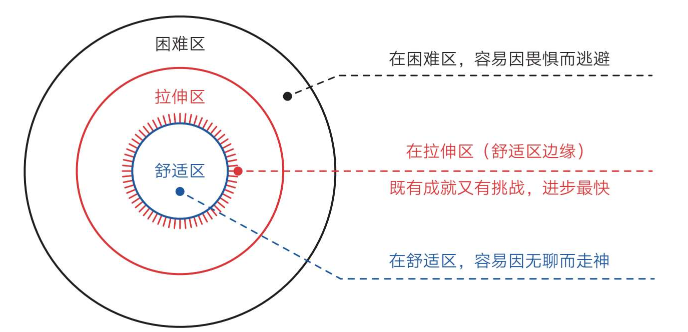 困难区
在困难区，容易因畏惧而逃避
拉伸区
在拉伸区（舒适区边缘）
舒适区
既有成就又有挑战，进步最快
在舒适区，容易因无聊而走神